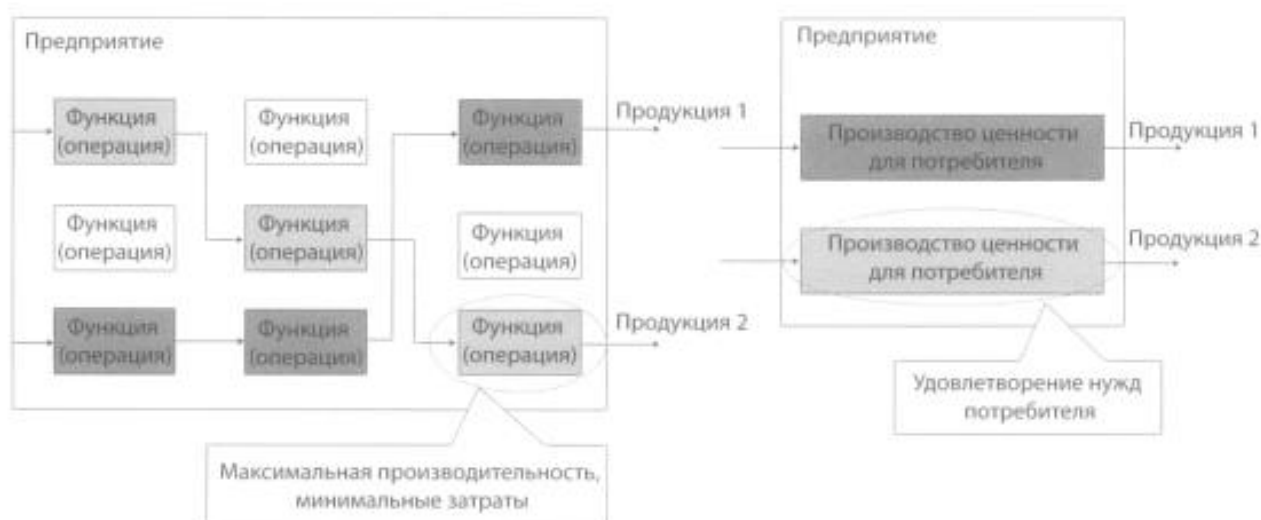 Предприятие
Функция
(операция)
Функция
(операция)
Функция
(операция)
Продукция 1
Функция
(операция)
Функция
(операция)
Функция
(операция)
Функция
(операция)
Функция
(операция)
Функция
(операция)
Продукция 2
Максимальная производительность,
минимальные затраты
Предприятие
Производство ценности
для потребителя
Продукция 1
Производство ценности
для потребителя
Продукция 2
Удовлетворение нужд
потребителя